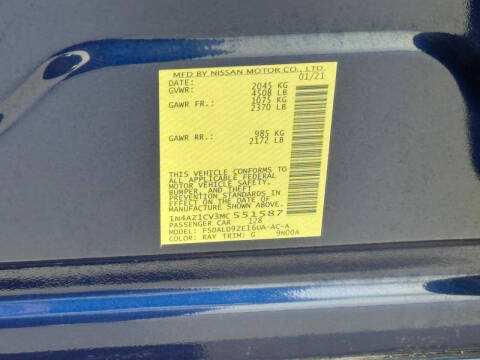 MFD BY NISSAN MOTOR CO., LTD.
DATE: 01/21
GVWR: 2045 KG
4508 LB
GAWR FR: 1075 KG
2370 LB
GAWR RR: 985 KG
2172 LB
THIS VEHICLE CONFORMS TO
ALL APPLICABLE FEDERAL
MOTOR VEHICLE SAFETY,
BUMPER, AND THEFT
PREVENTION STANDARDS IN
EFFECT ON THE DATE OF
MANUFACTURE SHOWN ABOVE
1N4AZ1CV3MC551587
PASSENGER CAR 178
MODEL: FSDALD9ZE16UA-AC-A
COLOR: RAY TRIM: G 9N00A